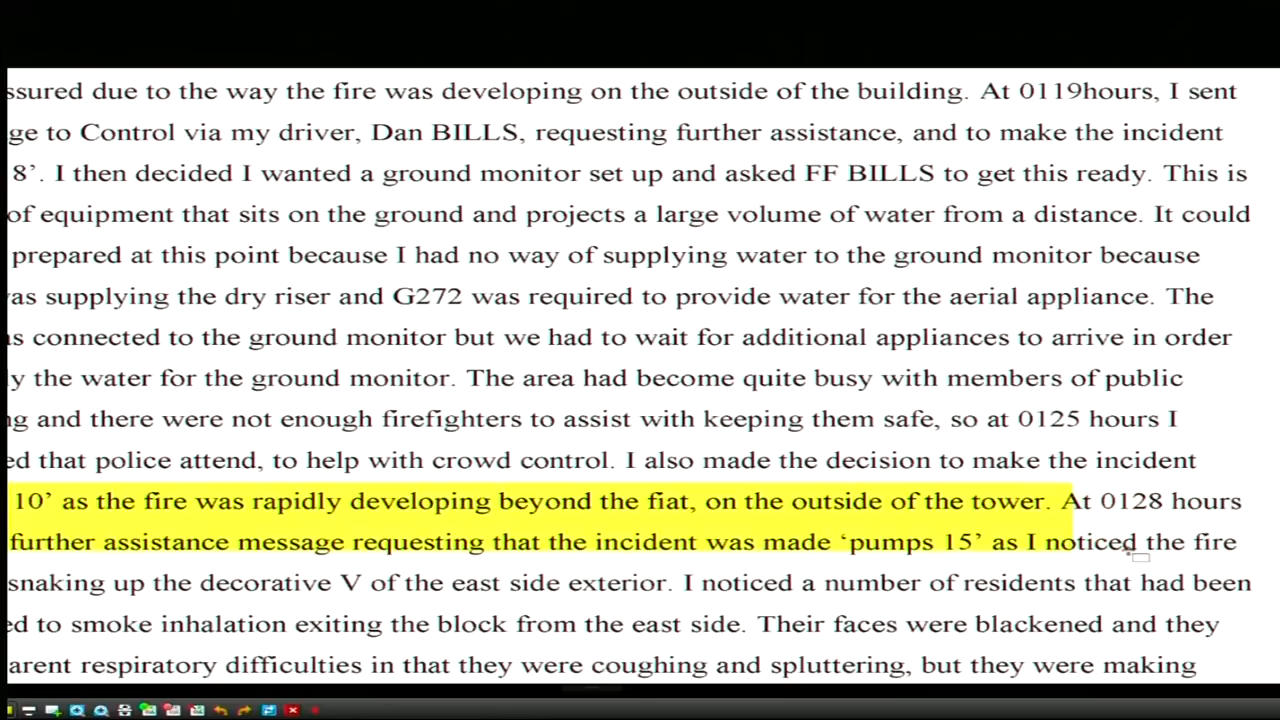 due to the way the fire was developing on the outside of the building. At 0119hours, I sent
to Control via my driver, Dan BILLS, requesting further assistance, and to make the incident
8’. I then decided I wanted a ground monitor set up and asked FF BILLS to get this ready. This is
of equipment that sits on the ground and projects a large volume of water from a distance. It could
prepared at this point because I had no way of supplying water to the ground monitor because
supplying the dry riser and G272 was required to provide water for the aerial appliance. The
connected to the ground monitor but we had to wait for additional appliances to arrive in order
the water for the ground monitor. The area had become quite busy with members of public
and there were not enough firefighters to assist with keeping them safe, so at 0125 hours I
that police attend, to help with crowd control. I also made the decision to make the incident
10’ as the fire was rapidly developing beyond the fiat, on the outside of the tower. At 0128 hours
further assistance message requesting that the incident was made ‘pumps 15’ as I noticed the fire
snaking up the decorative V of the east side exterior. I noticed a number of residents that had been
to smoke inhalation exiting the block from the east side. Their faces were blackened and they
respiratory difficulties in that they were coughing and spluttering, but they were making